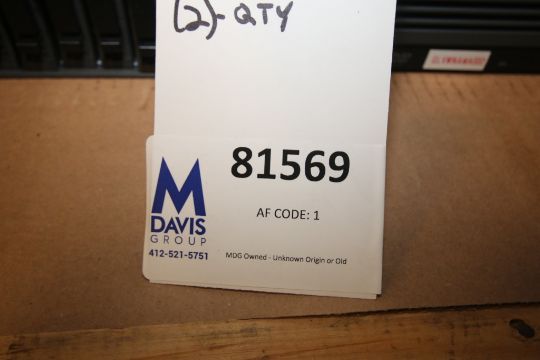 (2)-QTY
81569
AF CODE: 1
M
DAVIS
GROUP
412-521-5751
MDG Owned - Unknown Origin or Old